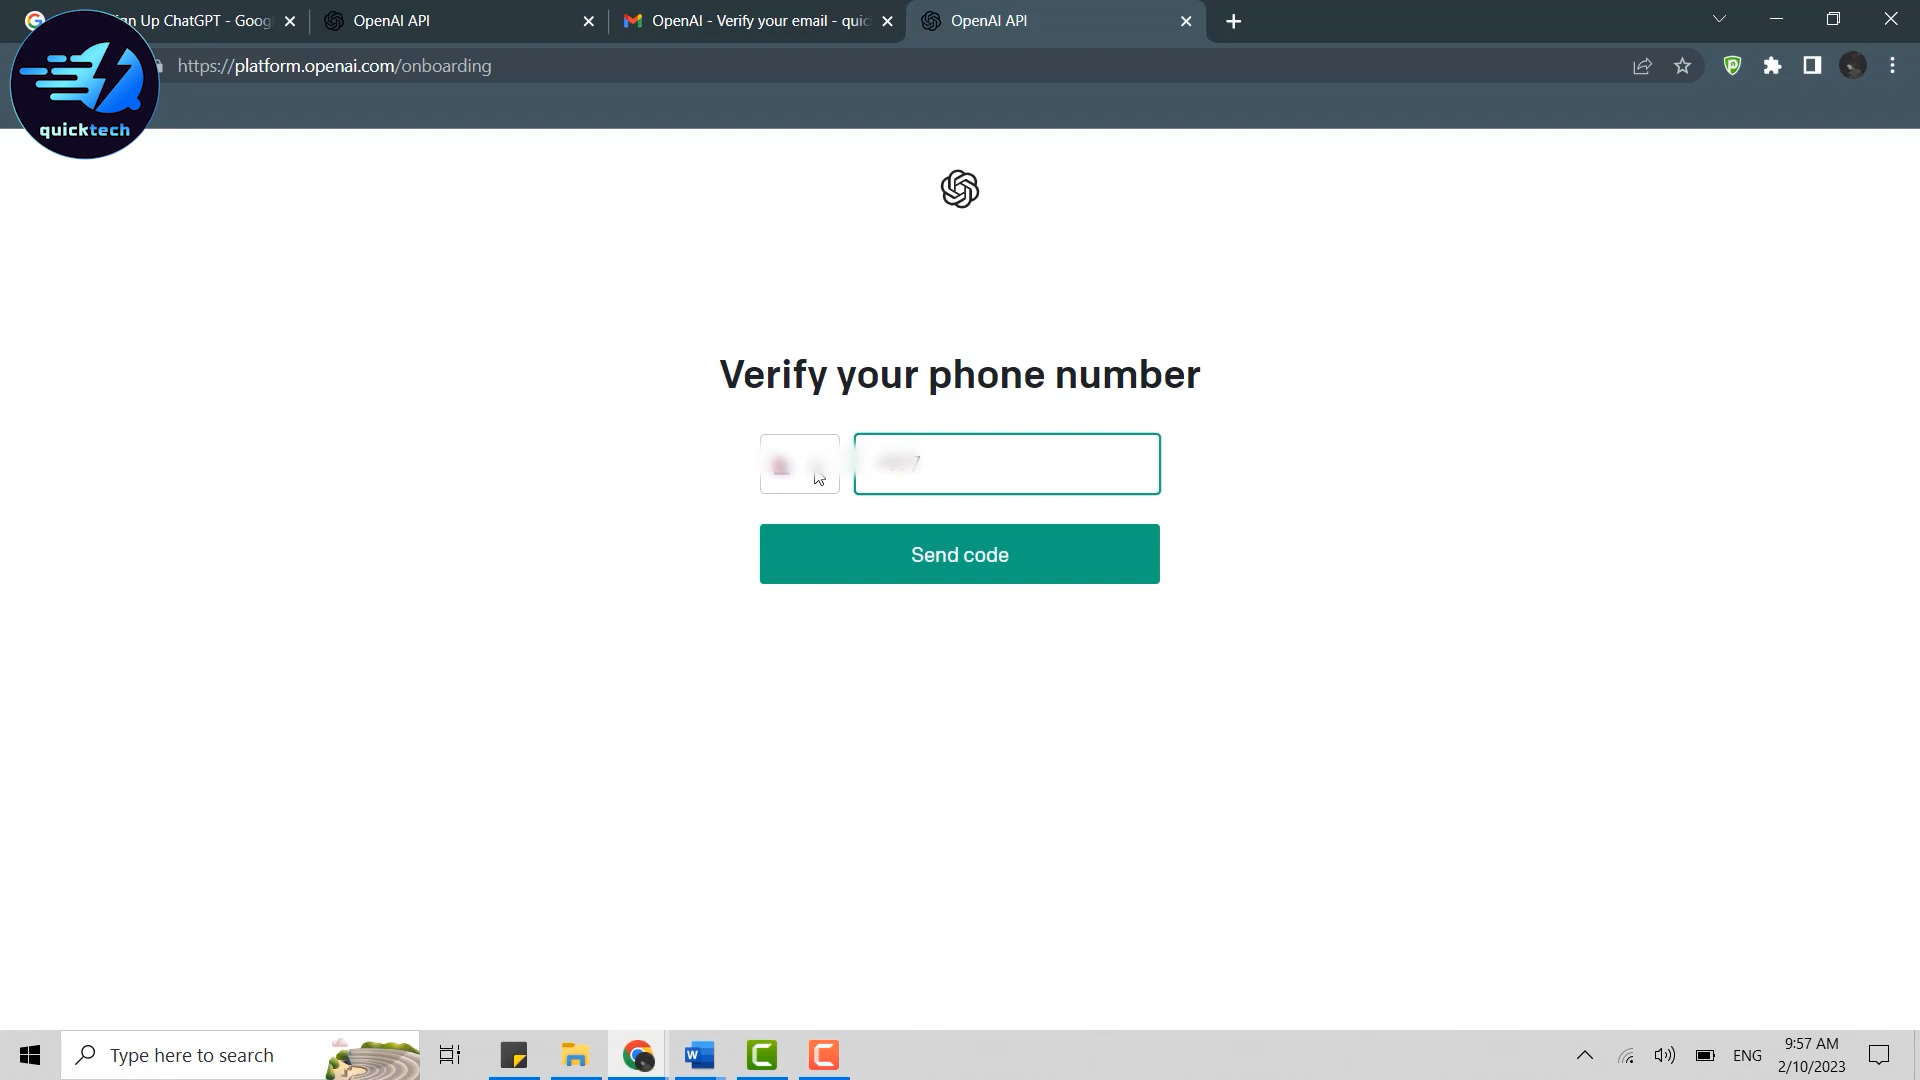 Up ChatGPT - Goog
OpenAI API
OpenAI - Verify your email - quic
OpenAI API
https://platform.openai.com/onboarding
quicktech
Verify your phone number
Send code
Type here to search
ENG
9:57 AM
2/10/2023